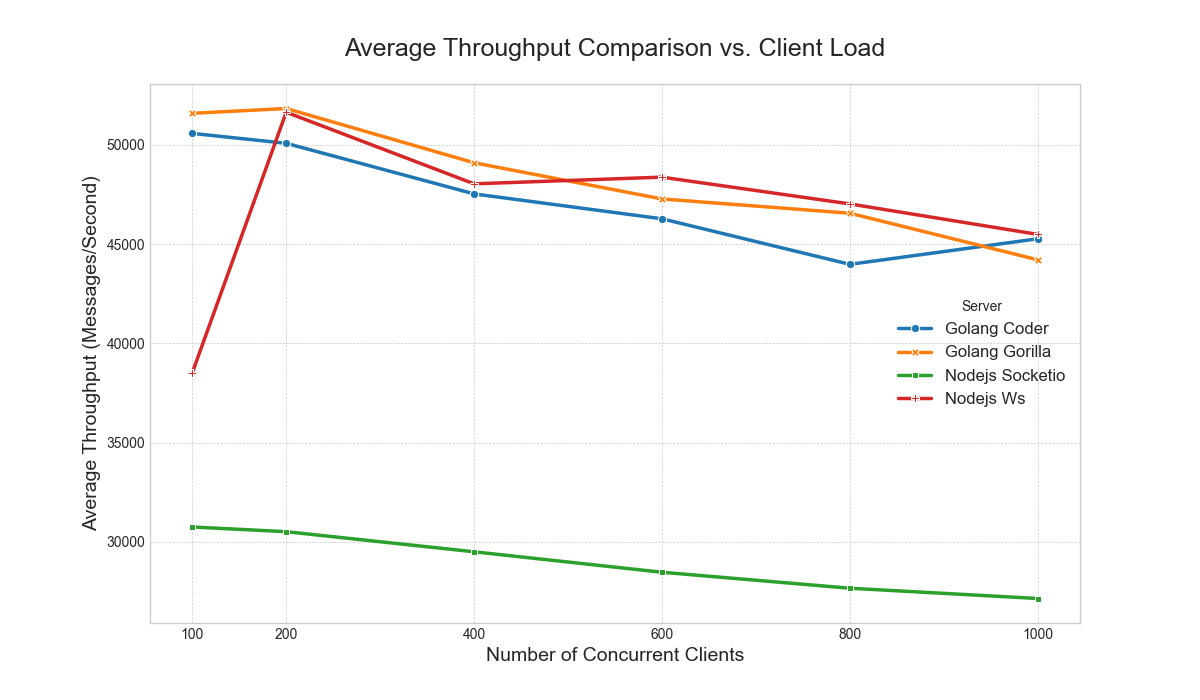 Average Throughput Comparison vs. Client Load
Average Throughput (Messages/Second)
50000
45000
40000
35000
30000
Server
Golang Coder
Golang Gorilla
Nodejs Socketio
Nodejs Ws
100 200 400 600 800 1000
Number of Concurrent Clients